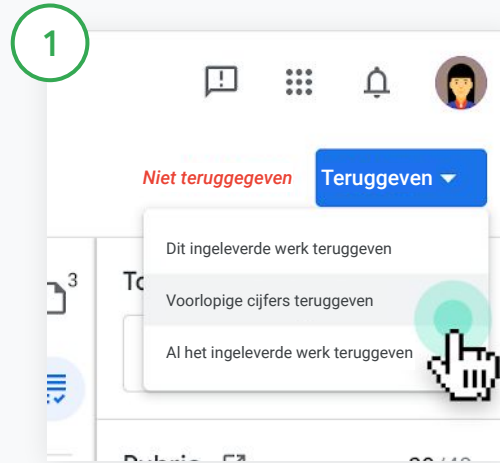 1
Niet teruggegeven
Teruggeven
Dit ingeleverde werk teruggeven
3
To
Voorlopige cijfers teruggeven
Al het ingeleverde werk teruggeven